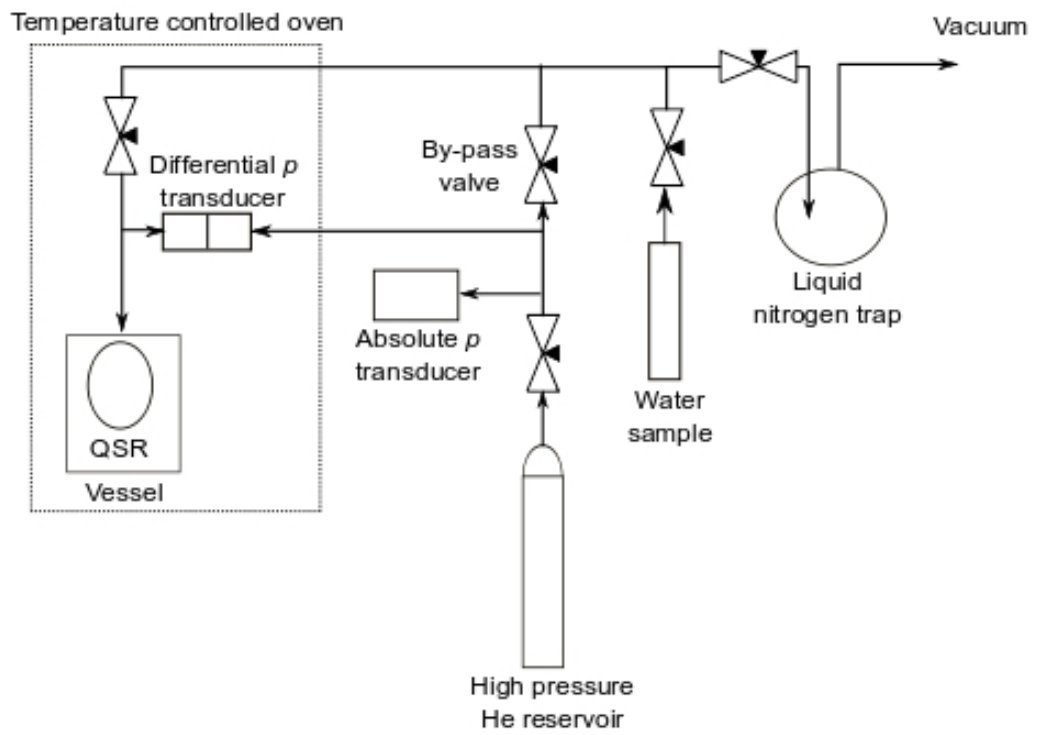 Temperature controlled oven
Vacuum
Differential p
transducer
By-pass
valve
Liquid
nitrogen trap
Absolute p
transducer
Water
sample
QSR
Vessel
High pressure
He reservoir